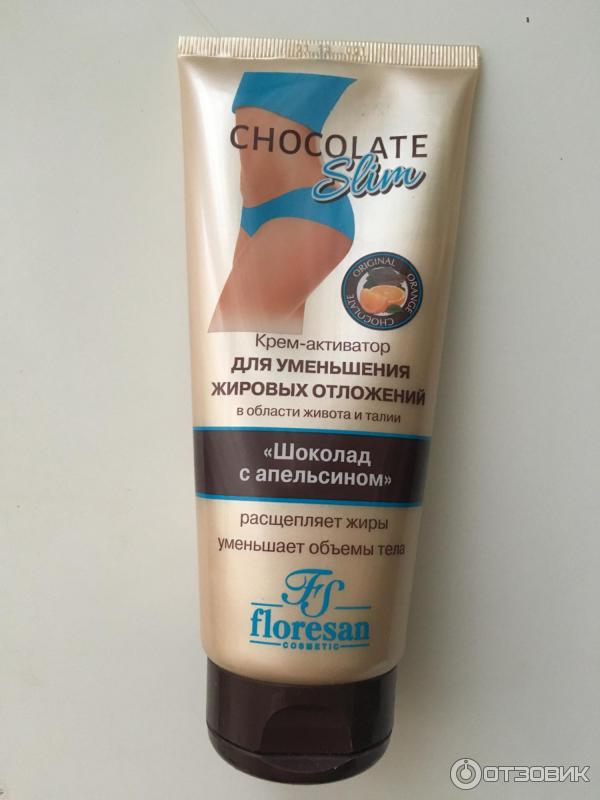 CHOCOLATE
Slim
ORIGINAL ORANGE CHOCOLATE
Крем-активатор
ДЛЯ УМЕНЬШЕНИЯ
ЖИРОВЫХ ОТЛОЖЕНИЙ
в области живота и талии
«Шоколад
с апельсином»
расщепляет жиры
уменьшает объемы тела
FS
floresan
COSMETIC
ОТЗОВИК